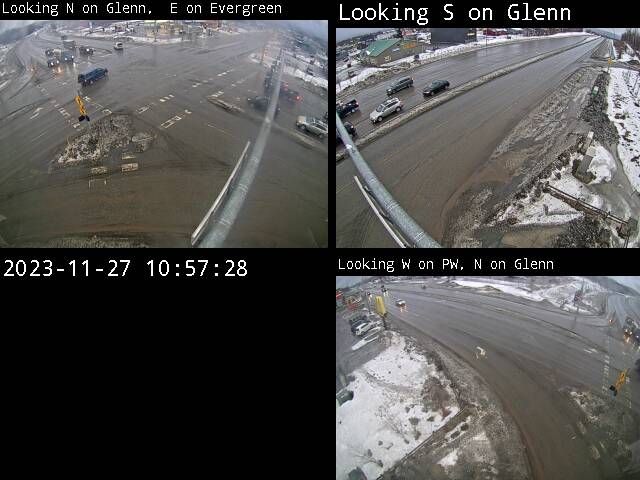 Looking N on Glenn,  E on Evergreen
Looking S on Glenn
2023-11-27 10:57:28
Looking W on PW, N on Glenn